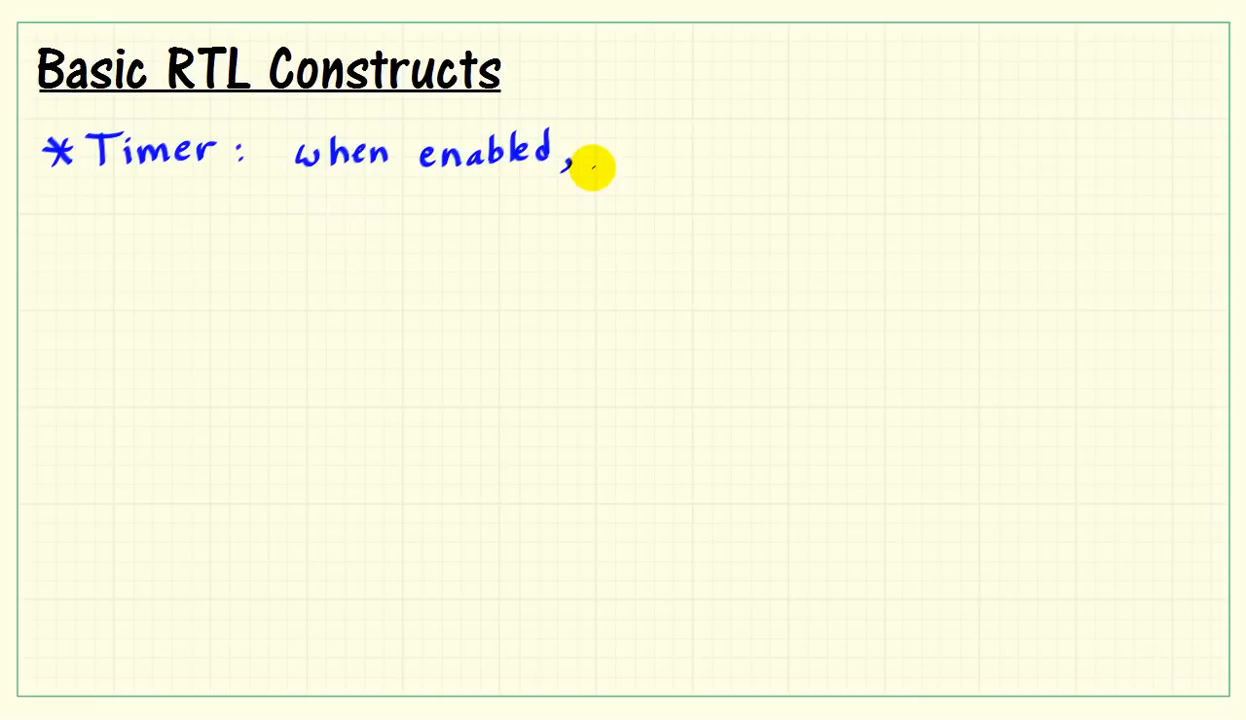 Basic RTL Constructs
* Timer : when enabled,